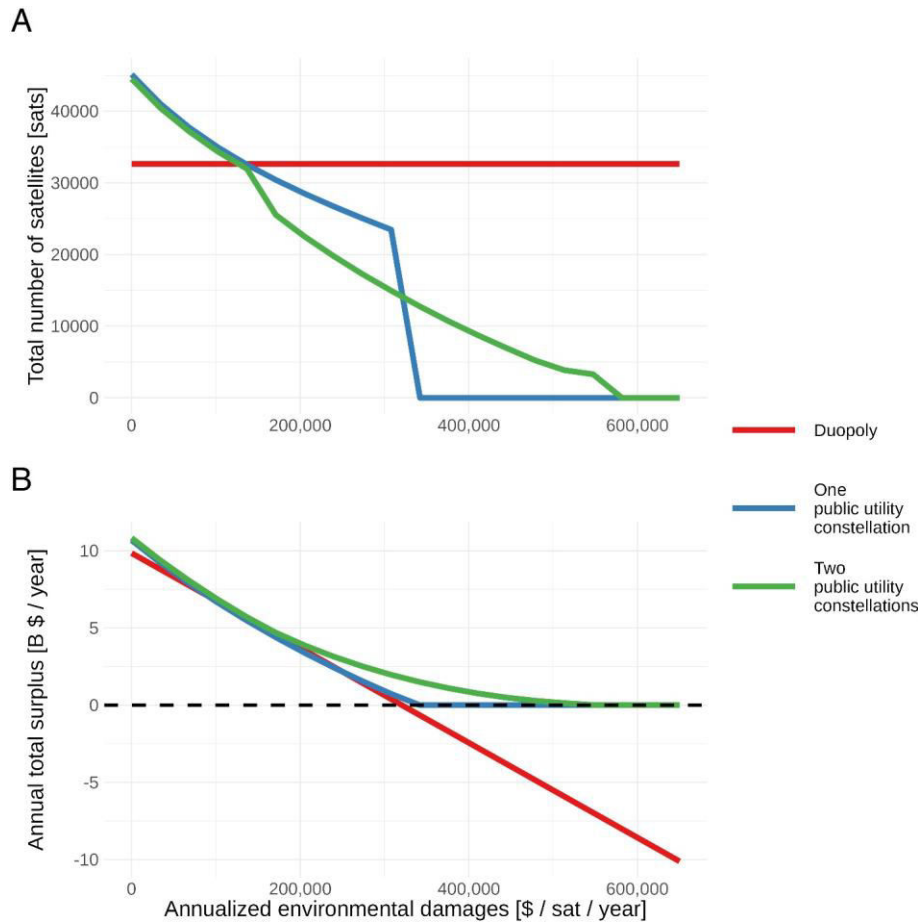 A
Total number of satellites [sats]
40000
30000
20000
10000
0
0
200,000
400,000
600,000
Duopoly
One
public utility
constellation
Two
public utility
constellations
B
Annual total surplus [B $ / year]
10
5
0
-5
-10
0
200,000
400,000
600,000
Annualized environmental damages [$ / sat / year]